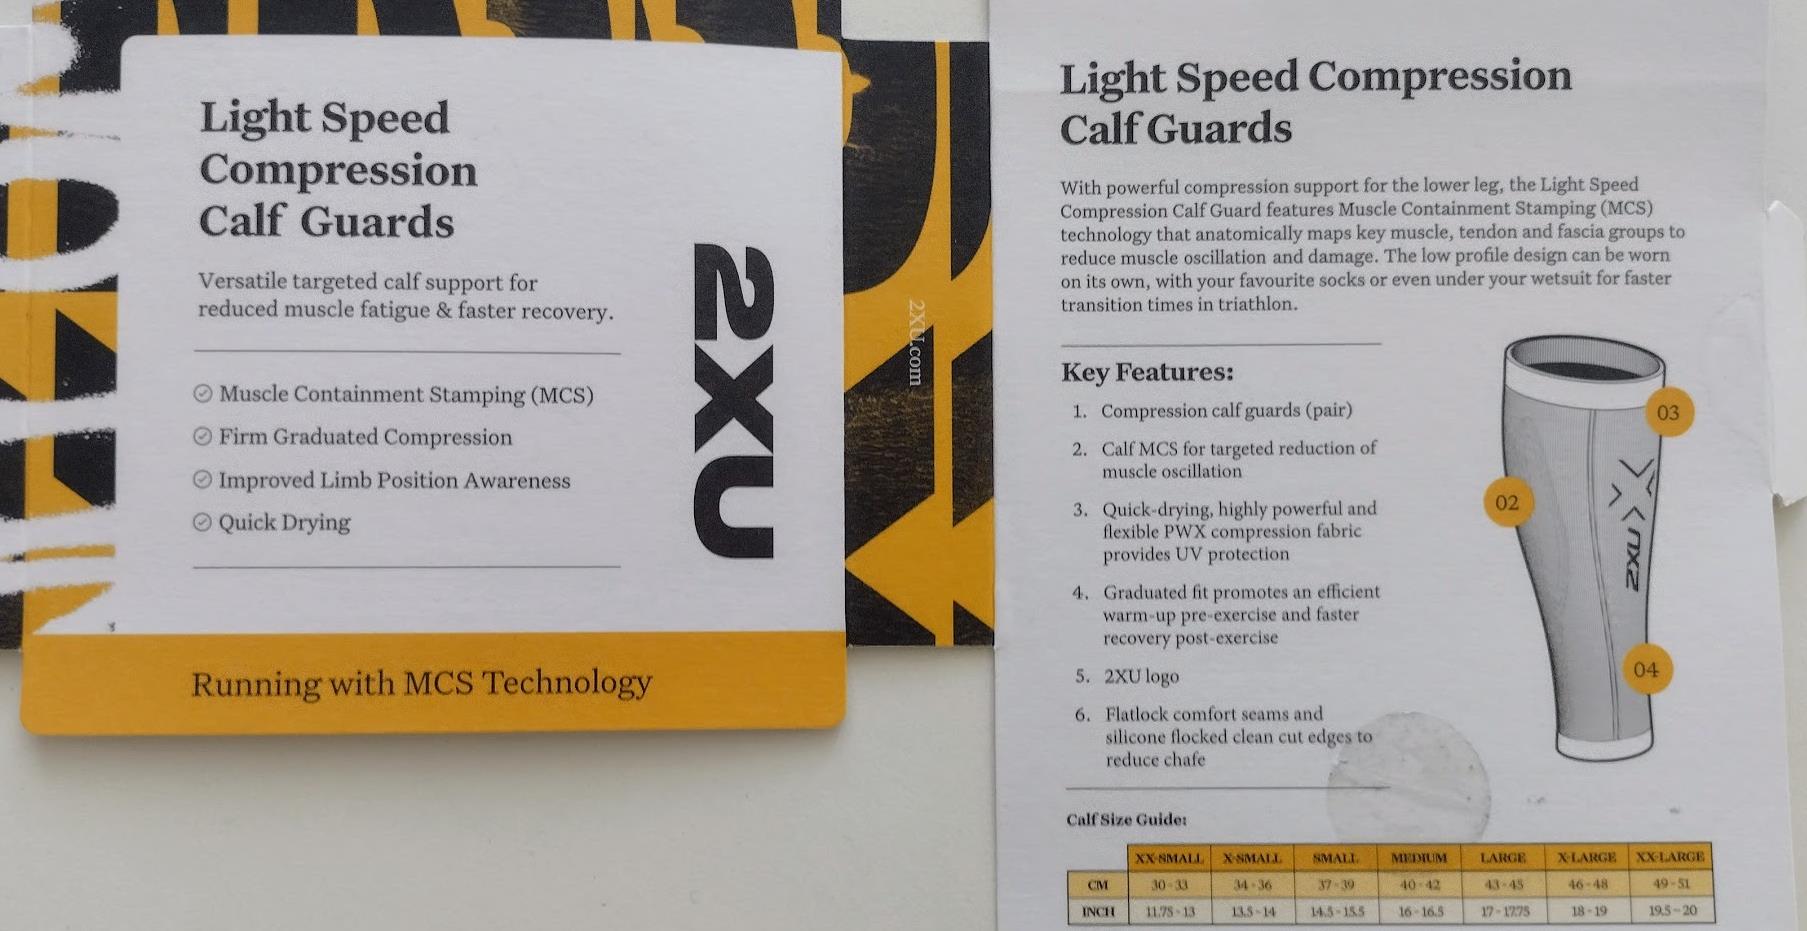 Light Speed
Compression
Calf Guards
Versatile targeted calf support for
reduced muscle fatigue & faster recovery.
Muscle Containment Stamping (MCS)
Firm Graduated Compression
Improved Limb Position Awareness
Quick Drying
2XU
Running with MCS Technology
2XU.com
Light Speed Compression
Calf Guards
With powerful compression support for the lower leg, the Light Speed
Compression Calf Guard features Muscle Containment Stamping (MCS)
technology that anatomically maps key muscle, tendon and fascia groups to
reduce muscle oscillation and damage. The low profile design can be worn
on its own, with your favourite socks or even under your wetsuit for faster
transition times in triathlon.
Key Features:
1. Compression calf guards (pair)
2. Calf MCS for targeted reduction of
muscle oscillation
3. Quick-drying, highly powerful and
flexible PWX compression fabric
provides UV protection
4. Graduated fit promotes an efficient
warm-up pre-exercise and faster
recovery post-exercise
5. 2XU logo
6. Flatlock comfort seams and
silicone flocked clean cut edges to
reduce chafe
03
02
2XU
04
Calf Size Guide:
XX-SMALL X-SMALL SMALL MEDIUM LARGE X-LARGE XX-LARGE
CM 30 - 33 34 - 36 37 - 39 40 - 42 43 - 45 46 - 48 49 - 51
INCH 11.75 - 13 13.5 - 14 14.5 - 15.5 16 - 16.5 17 - 17.75 18 - 19 19.5 - 20